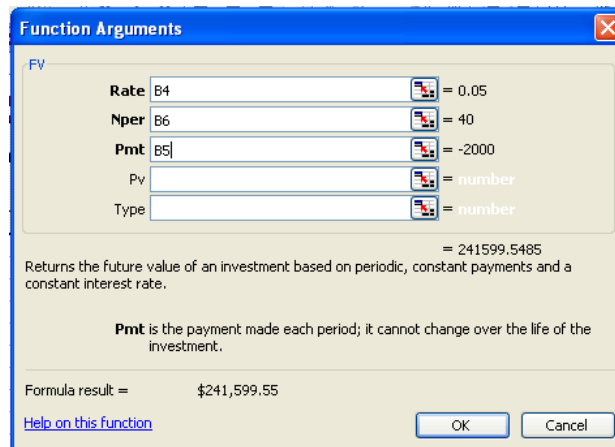 Function Arguments
FV
Rate B4 = 0.05
Nper B6 = 40
Pmt B5 = -2000
Pv = number
Type = number
= 241599.5485
Returns the future value of an investment based on periodic, constant payments and a
constant interest rate.
Pmt is the payment made each period; it cannot change over the life of the
investment.
Formula result = $241,599.55
Help on this function OK Cancel